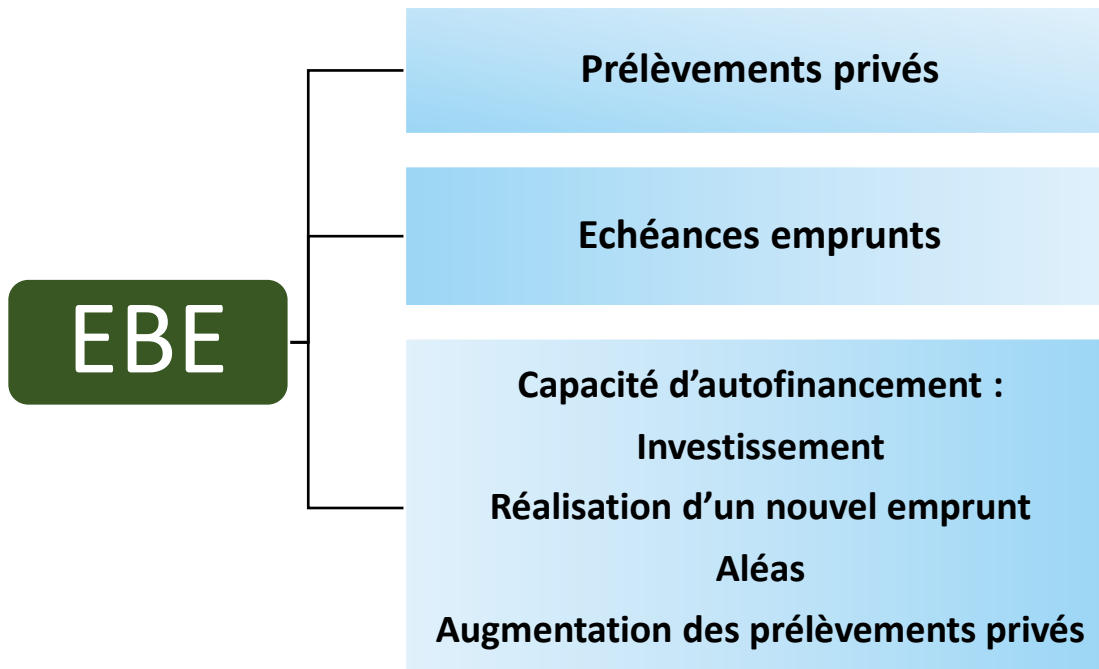 EBE
Prélèvements privés
Echéances emprunts
Capacité d’autofinancement :
Investissement
Réalisation d’un nouvel emprunt
Aléas
Augmentation des prélèvements privés